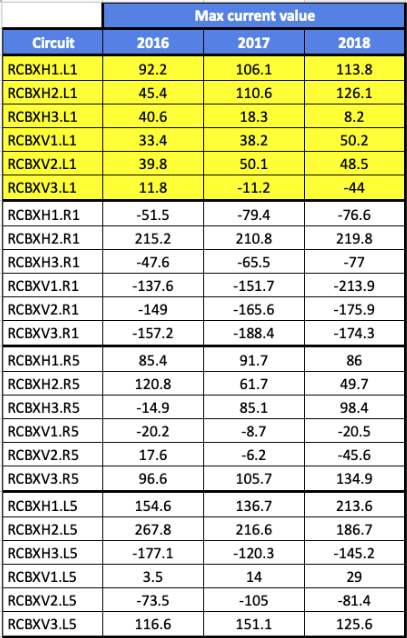 Max current value
Circuit 2016 2017 2018
RCBXH1.L1 92.2 106.1 113.8
RCBXH2.L1 45.4 110.6 126.1
RCBXH3.L1 40.6 18.3 8.2
RCBXV1.L1 33.4 38.2 50.2
RCBXV2.L1 39.8 50.1 48.5
RCBXV3.L1 11.8 -11.2 -44
RCBXH1.R1 -51.5 -79.4 -76.6
RCBXH2.R1 215.2 210.8 219.8
RCBXH3.R1 -47.6 -65.5 -77
RCBXV1.R1 -137.6 -151.7 -213.9
RCBXV2.R1 -149 -165.6 -175.9
RCBXV3.R1 -157.2 -188.4 -174.3
RCBXH1.R5 85.4 91.7 86
RCBXH2.R5 120.8 61.7 49.7
RCBXH3.R5 -14.9 85.1 98.4
RCBXV1.R5 -20.2 -8.7 -20.5
RCBXV2.R5 17.6 -6.2 -45.6
RCBXV3.R5 96.6 105.7 134.9
RCBXH1.L5 154.6 136.7 213.6
RCBXH2.L5 267.8 216.6 186.7
RCBXH3.L5 -177.1 -120.3 -145.2
RCBXV1.L5 3.5 14 29
RCBXV2.L5 -73.5 -105 -81.4
RCBXV3.L5 116.6 151.1 125.6